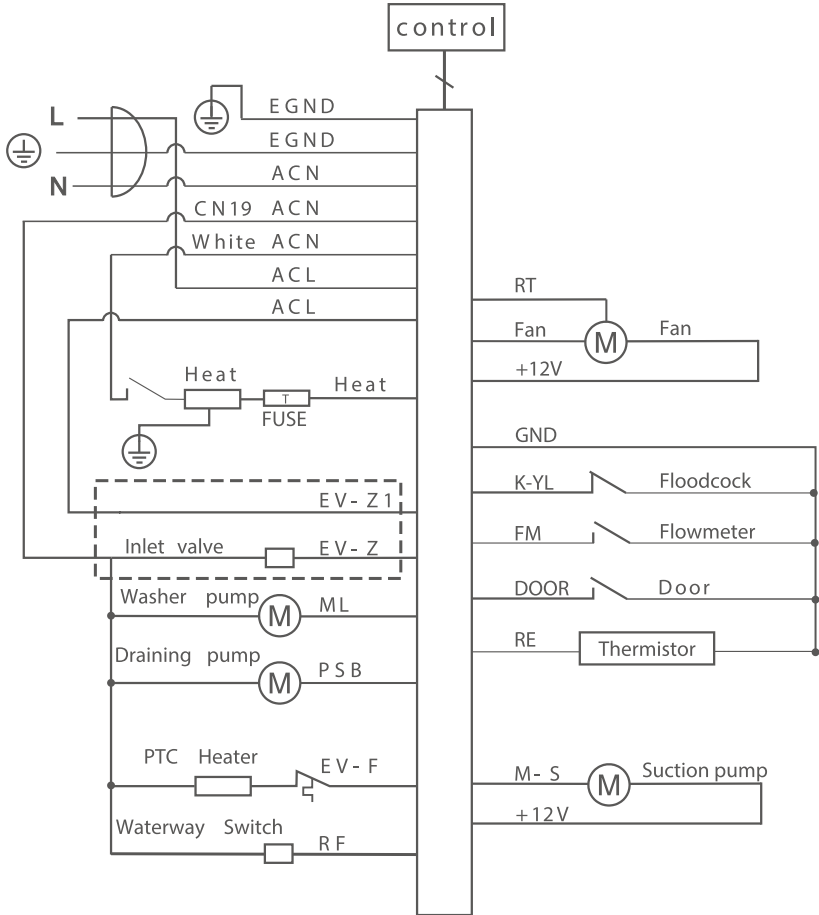 control
L
EGND
EGND
N
ACN
CN19 ACN
White ACN
ACL
ACL
Heat
Heat
T
FUSE
EV-Z1
Inlet valve
EV-Z
Washer pump
M
ML
Draining pump
M
PSB
PTC Heater
EV-F
Waterway Switch
RF
RT
Fan
M
Fan
+12V
GND
K-YL
Floodcock
FM
Flowmeter
DOOR
Door
RE
Thermistor
M-S
M
Suction pump
+12V